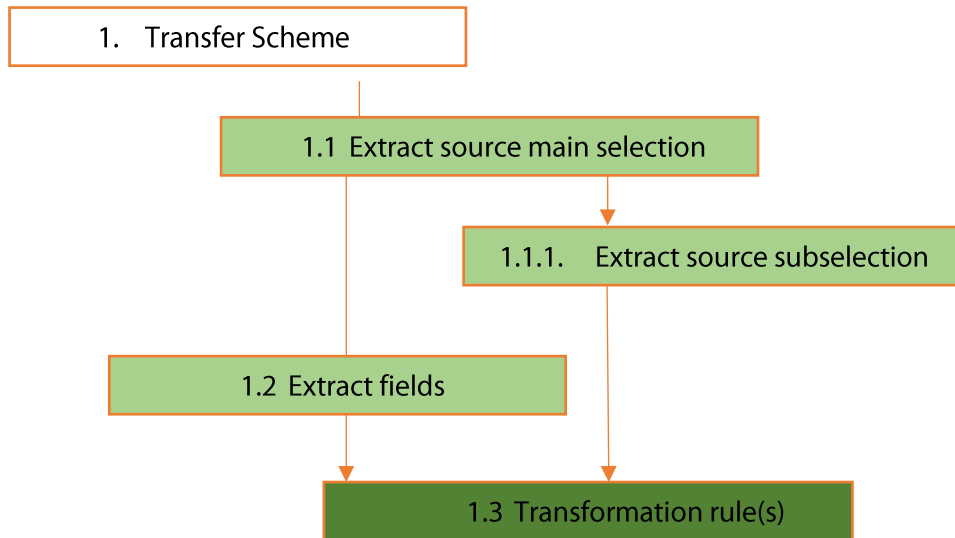 1. Transfer Scheme
1.1 Extract source main selection
1.1.1. Extract source subselection
1.2 Extract fields
1.3 Transformation rule(s)